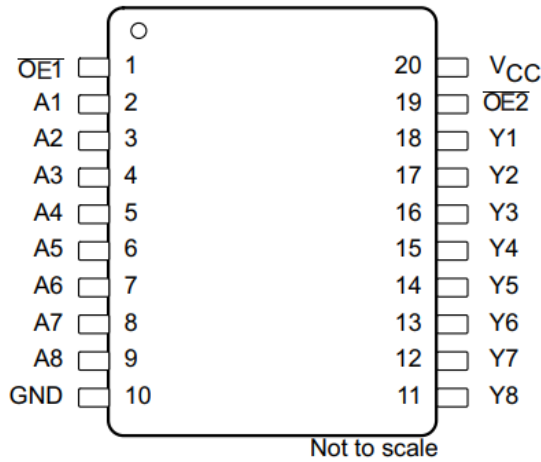 OE1 1 20 VCC
A1 2 19 OE2
A2 3 18 Y1
A3 4 17 Y2
A4 5 16 Y3
A5 6 15 Y4
A6 7 14 Y5
A7 8 13 Y6
A8 9 12 Y7
GND 10 11 Y8
Not to scale